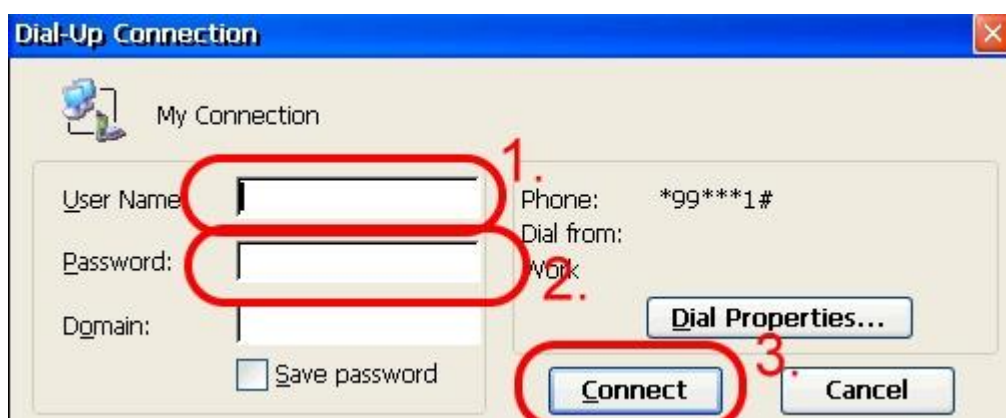 Dial-Up Connection
My Connection
1.
User Name
Phone: *99***1#
Dial from:
Password:
Work
2.
Domain:
Dial Properties...
Save password
3.
Connect
Cancel